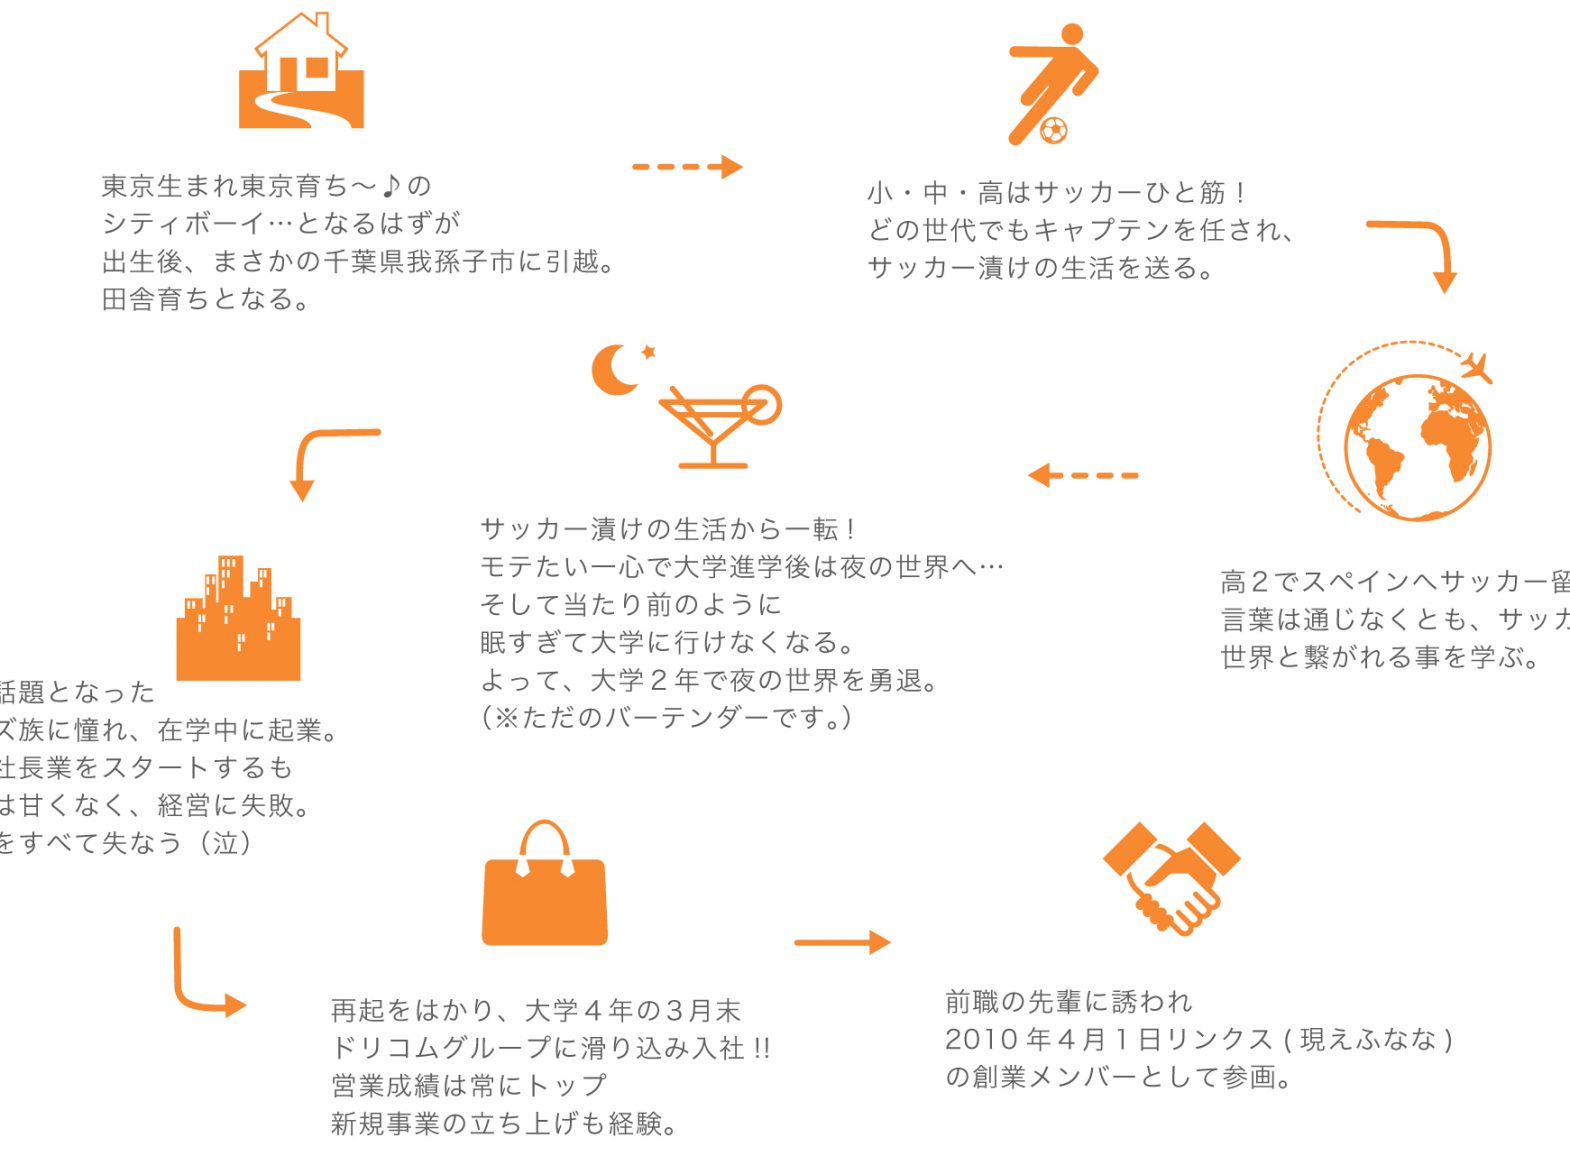 東京生まれ東京育ち〜♪の
シティボーイ…となるはずが
出生後、まさかの千葉県我孫子市に引越。
田舎育ちとなる。
小・中・高はサッカーひと筋！
どの世代でもキャプテンを任され、
サッカー漬けの生活を送る。
高２でスペインへサッカー留
言葉は通じなくとも、サッカ
世界と繋がれる事を学ぶ。
サッカー漬けの生活から一転！
モテたい一心で大学進学後は夜の世界へ…
そして当たり前のように
眠すぎて大学に行けなくなる。
よって、大学２年で夜の世界を勇退。
（※ただのバーテンダーです。）
話題となった
ズ族に憧れ、在学中に起業。
社長業をスタートするも
は甘くなく、経営に失敗。
をすべて失なう（泣）
再起をはかり、大学４年の３月末
ドリコムグループに滑り込み入社!!
営業成績は常にトップ
新規事業の立ち上げも経験。
前職の先輩に誘われ
2010年４月１日リンクス(現えふなな)
の創業メンバーとして参画。